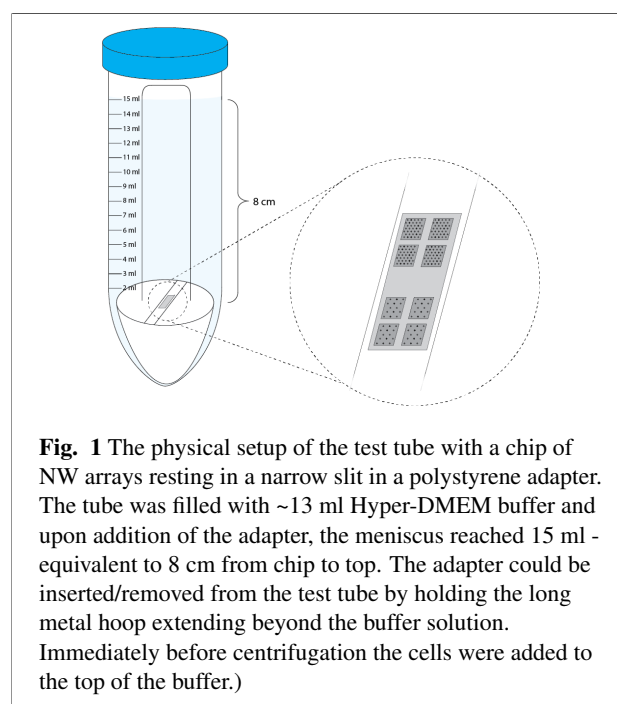 15 ml
14 ml
13 ml
12 ml
11 ml
10 ml
9 ml
8 ml
7 ml
6 ml
5 ml
4 ml
3 ml
2 ml
8 cm
Fig. 1 The physical setup of the test tube with a chip of
NW arrays resting in a narrow slit in a polystyrene adapter.
The tube was filled with ~13 ml Hyper-DMEM buffer and
upon addition of the adapter, the meniscus reached 15 ml -
equivalent to 8 cm from chip to top. The adapter could be
inserted/removed from the test tube by holding the long
metal hoop extending beyond the buffer solution.
Immediately before centrifugation the cells were added to
the top of the buffer.)